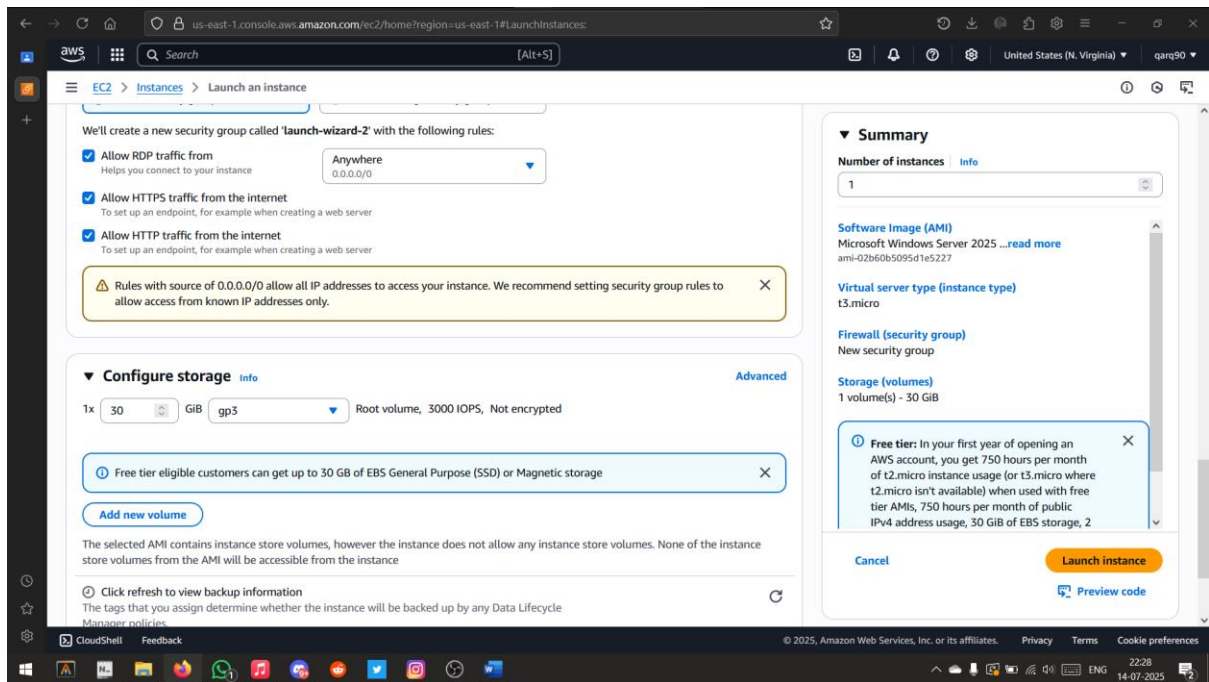 us-east-1.console.aws.amazon.com/ec2/home?region=us-east-1#LaunchInstances:
aws
Search
[Alt+S]
United States (N. Virginia)
qarq90
EC2 > Instances > Launch an instance
We'll create a new security group called 'launch-wizard-2' with the following rules:
Allow RDP traffic from
Helps you connect to your instance
Anywhere
0.0.0.0/0
Allow HTTPS traffic from the internet
To set up an endpoint, for example when creating a web server
Allow HTTP traffic from the internet
To set up an endpoint, for example when creating a web server
Rules with source of 0.0.0.0/0 allow all IP addresses to access your instance. We recommend setting security group rules to
allow access from known IP addresses only.
Configure storage Info
Advanced
1x 30 GiB gp3 Root volume, 3000 IOPS, Not encrypted
Free tier eligible customers can get up to 30 GB of EBS General Purpose (SSD) or Magnetic storage
Add new volume
The selected AMI contains instance store volumes, however the instance does not allow any instance store volumes. None of the instance
store volumes from the AMI will be accessible from the instance
Click refresh to view backup information
The tags that you assign determine whether the instance will be backed up by any Data Lifecycle
Manager policies.
Summary
Number of instances Info
1
Software Image (AMI)
Microsoft Windows Server 2025 ...read more
ami-02b60b5095d1e5227
Virtual server type (instance type)
t3.micro
Firewall (security group)
New security group
Storage (volumes)
1 volume(s) - 30 GiB
Free tier: In your first year of opening an
AWS account, you get 750 hours per month
of t2.micro instance usage (or t3.micro where
t2.micro isn't available) when used with free
tier AMIs, 750 hours per month of public
IPv4 address usage, 30 GiB of EBS storage, 2
Cancel
Launch instance
Preview code
CloudShell Feedback
© 2025, Amazon Web Services, Inc. or its affiliates. Privacy Terms Cookie preferences
ENG
22:28
14-07-2025